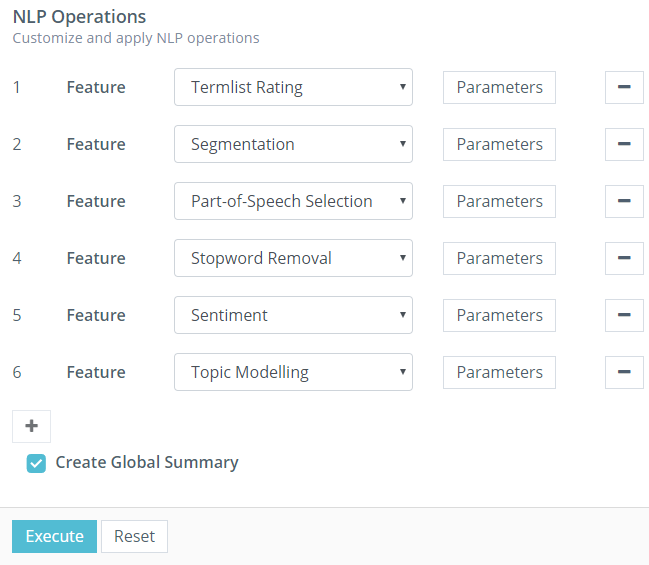 NLP Operations
Customize and apply NLP operations
1 Feature Termlist Rating Parameters
2 Feature Segmentation Parameters
3 Feature Part-of-Speech Selection Parameters
4 Feature Stopword Removal Parameters
5 Feature Sentiment Parameters
6 Feature Topic Modelling Parameters
Create Global Summary
Execute Reset